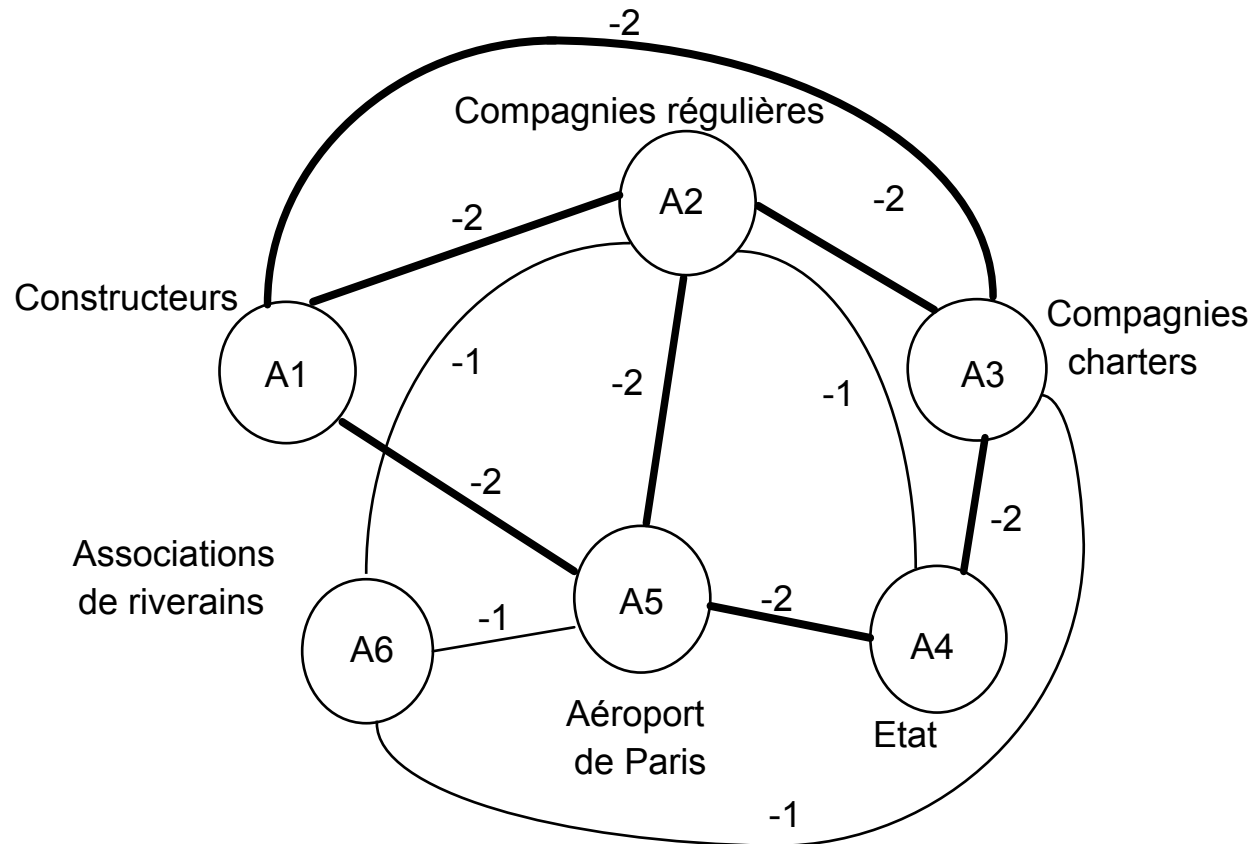 -2
Compagnies régulières
A2
-2
-2
Constructeurs
Compagnies
charters
A1
A3
-1
-2
-1
-2
-2
Associations
de riverains
A5
-2
-1
A6
A4
Aéroport
de Paris
Etat
-1